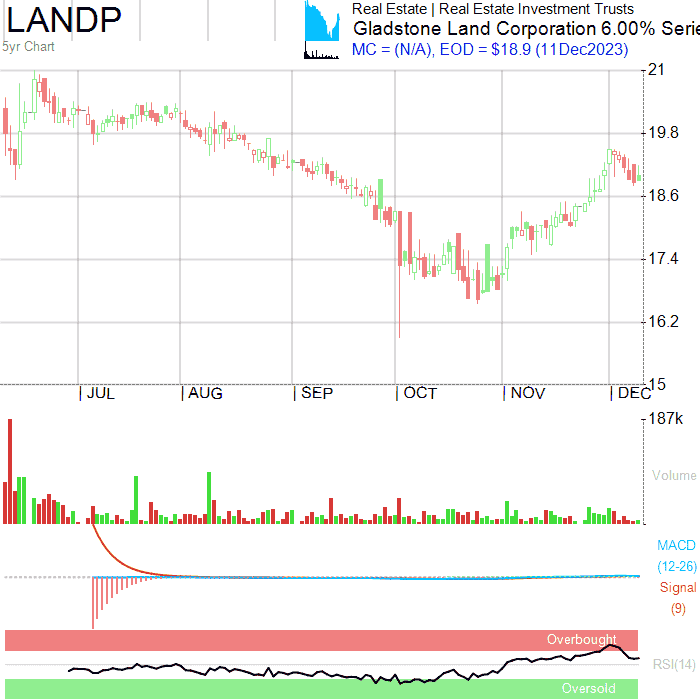 LANDP
5yr Chart
Real Estate | Real Estate Investment Trusts
Gladstone Land Corporation 6.00% Serie
MC = (N/A), EOD = $18.9 (11Dec2023)
21
19.8
18.6
17.4
16.2
15
JUL AUG SEP OCT NOV DEC
187k
Volume
MACD
(12-26)
Signal
(9)
Overbought
RSI(14)
Oversold